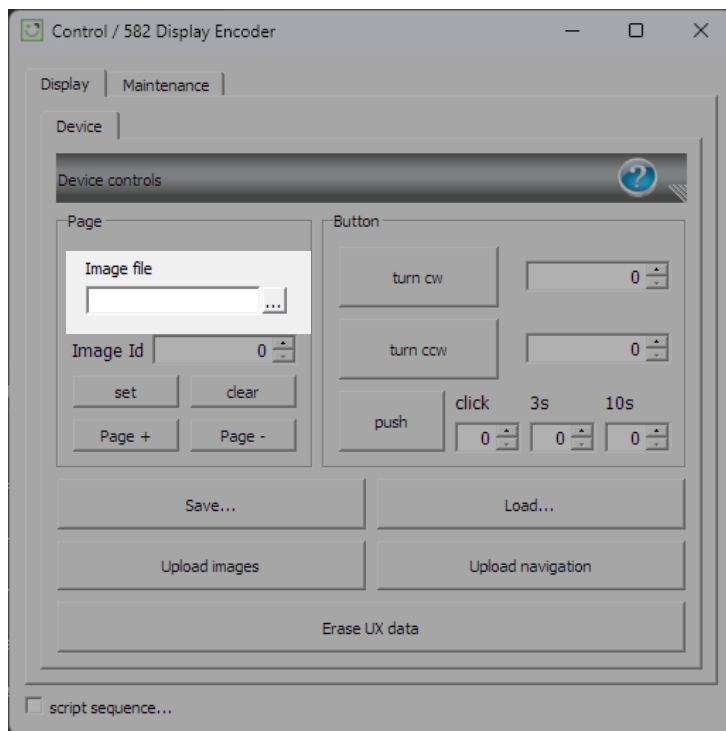 Control / 582 Display Encoder
Display Maintenance
Device
Device controls
?
Page
Image file
...
Image Id 0
set clear
Page + Page -
Button
turn cw 0
turn ccw 0
click 3s 10s
push 0 0 0
Save... Load...
Upload images Upload navigation
Erase UX data
script sequence...